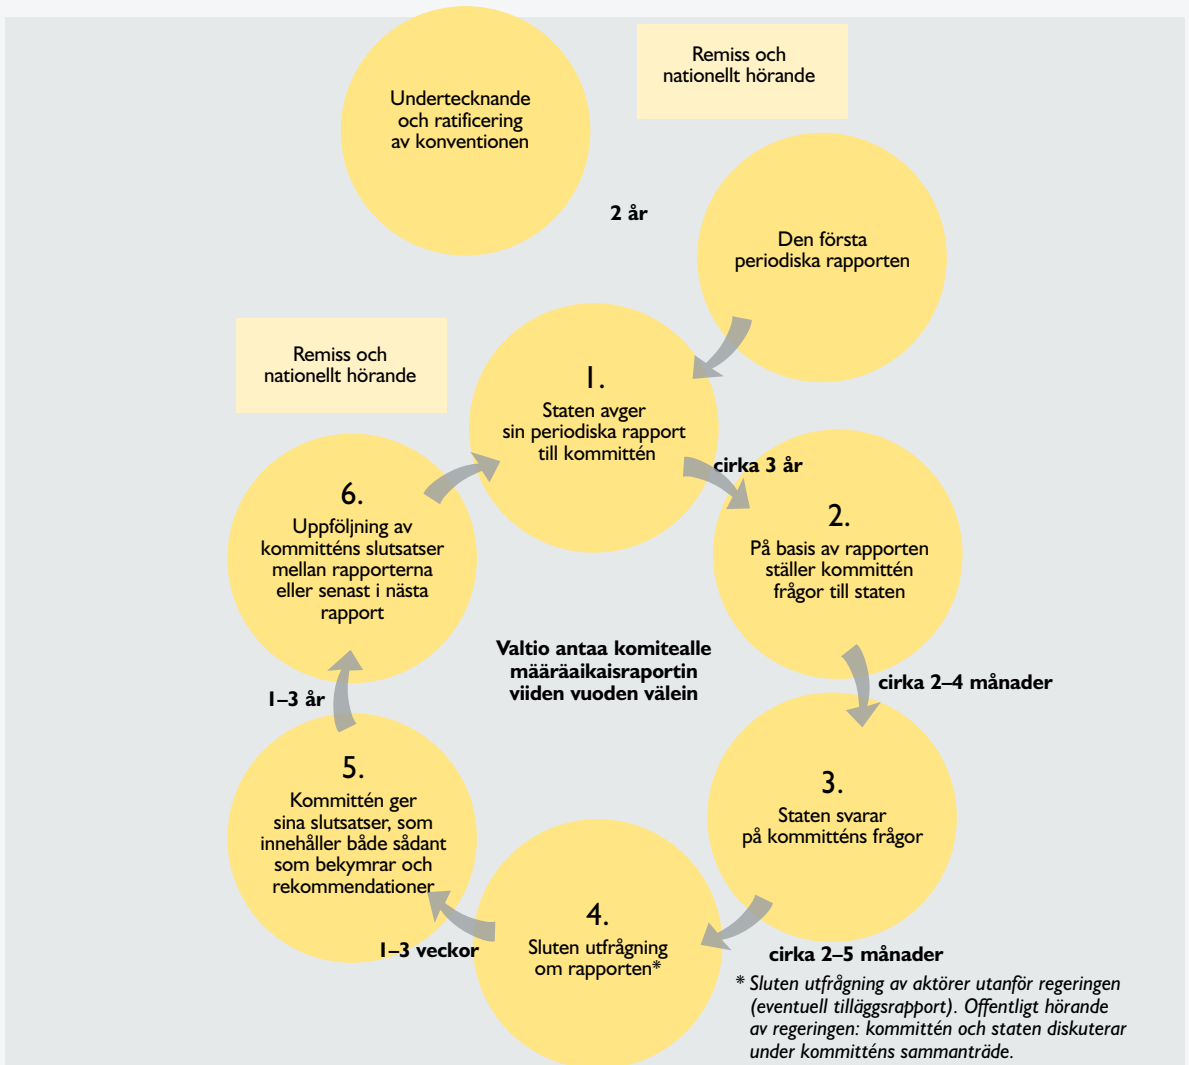 Undertecknande
och ratificering
av konventionen
Remiss och
nationellt hörande
2 år
Den första
periodiska rapporten
Remiss och
nationellt hörande
1.
Staten avger
sin periodiska rapport
till kommittén
cirka 3 år
2.
På basis av rapporten
ställer kommittén
frågor till staten
cirka 2–4 månader
3.
Staten svarar
på kommitténs frågor
cirka 2–5 månader
4.
Sluten utfrågning
om rapporten*
1–3 veckor
5.
Kommittén ger
sina slutsatser, som
innehåller både sådant
som bekymrar och
rekommendationer
1–3 år
6.
Uppföljning av
kommitténs slutsatser
mellan rapporterna
eller senast i nästa
rapport
Valtio antaa komitealle
määräaikaisraportin
viiden vuoden välein
* Sluten utfrågning av aktörer utanför regeringen
(eventuell tilläggsrapport). Offentligt hörande
av regeringen: kommittén och staten diskuterar
under kommitténs sammanträde.